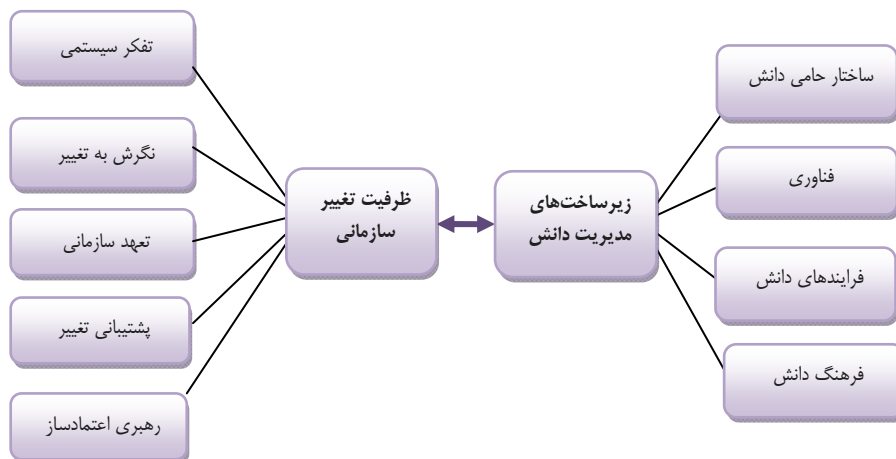 ساختار حامی دانش
فناوری
فرایندهای دانش
فرهنگ دانش
زیرساخت‌های
مدیریت دانش
ظرفیت تغییر
سازمانی
تفکر سیستمی
نگرش به تغییر
تعهد سازمانی
پشتیبانی تغییر
رهبری اعتمادساز